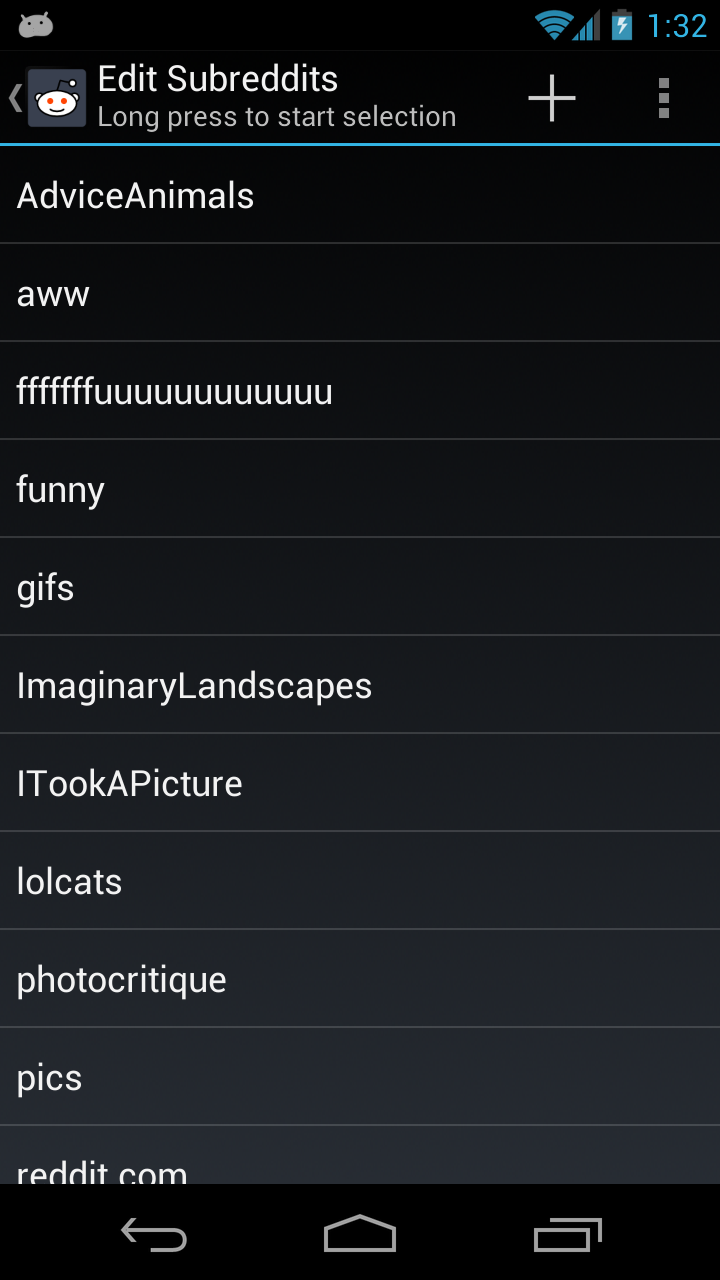 1:32
Edit Subreddits
Long press to start selection
AdviceAnimals
aww
fffffffuuuuuuuuuuuu
funny
gifs
ImaginaryLandscapes
ITookAPicture
lolcats
photocritique
pics
reddit.com